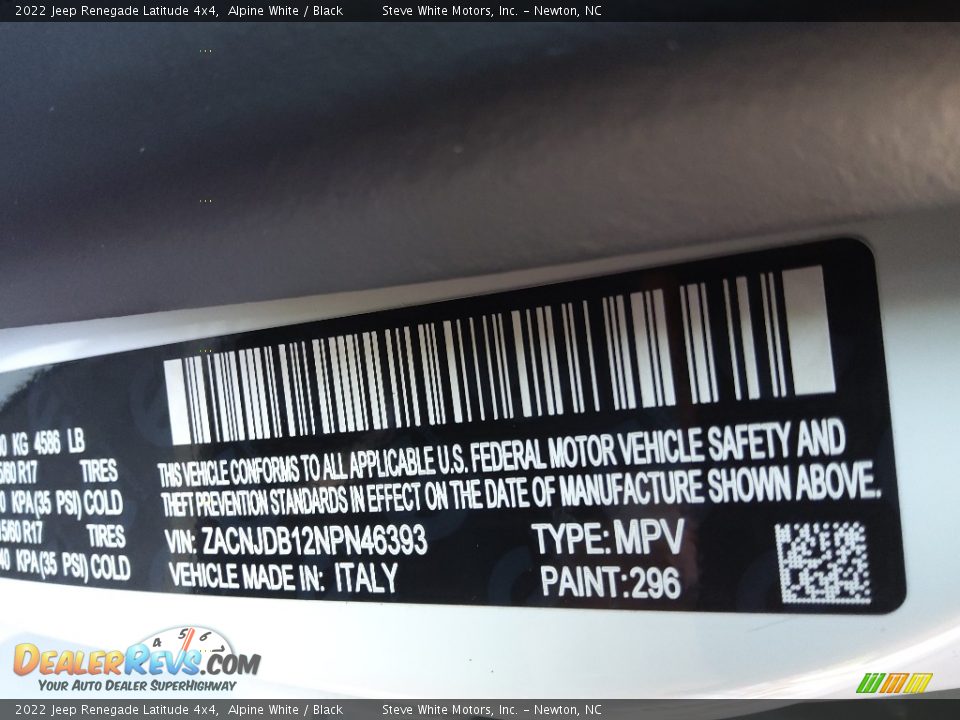 2022 Jeep Renegade Latitude 4x4,  Alpine White / Black        Steve White Motors, Inc. - Newton, NC
KG 4586 LB
R17 TIRES
KPA(35 PSI) COLD
R17 TIRES
KPA(35 PSI) COLD
THIS VEHICLE CONFORMS TO ALL APPLICABLE U.S. FEDERAL MOTOR VEHICLE SAFETY AND
THEFT PREVENTION STANDARDS IN EFFECT ON THE DATE OF MANUFACTURE SHOWN ABOVE.
VIN: ZACNJDB12NPN46393 TYPE: MPV
VEHICLE MADE IN: ITALY PAINT: 296
4 5 6
DEALERREVS.COM
YOUR AUTO DEALER SUPERHIGHWAY
2022 Jeep Renegade Latitude 4x4,  Alpine White / Black        Steve White Motors, Inc. - Newton, NC